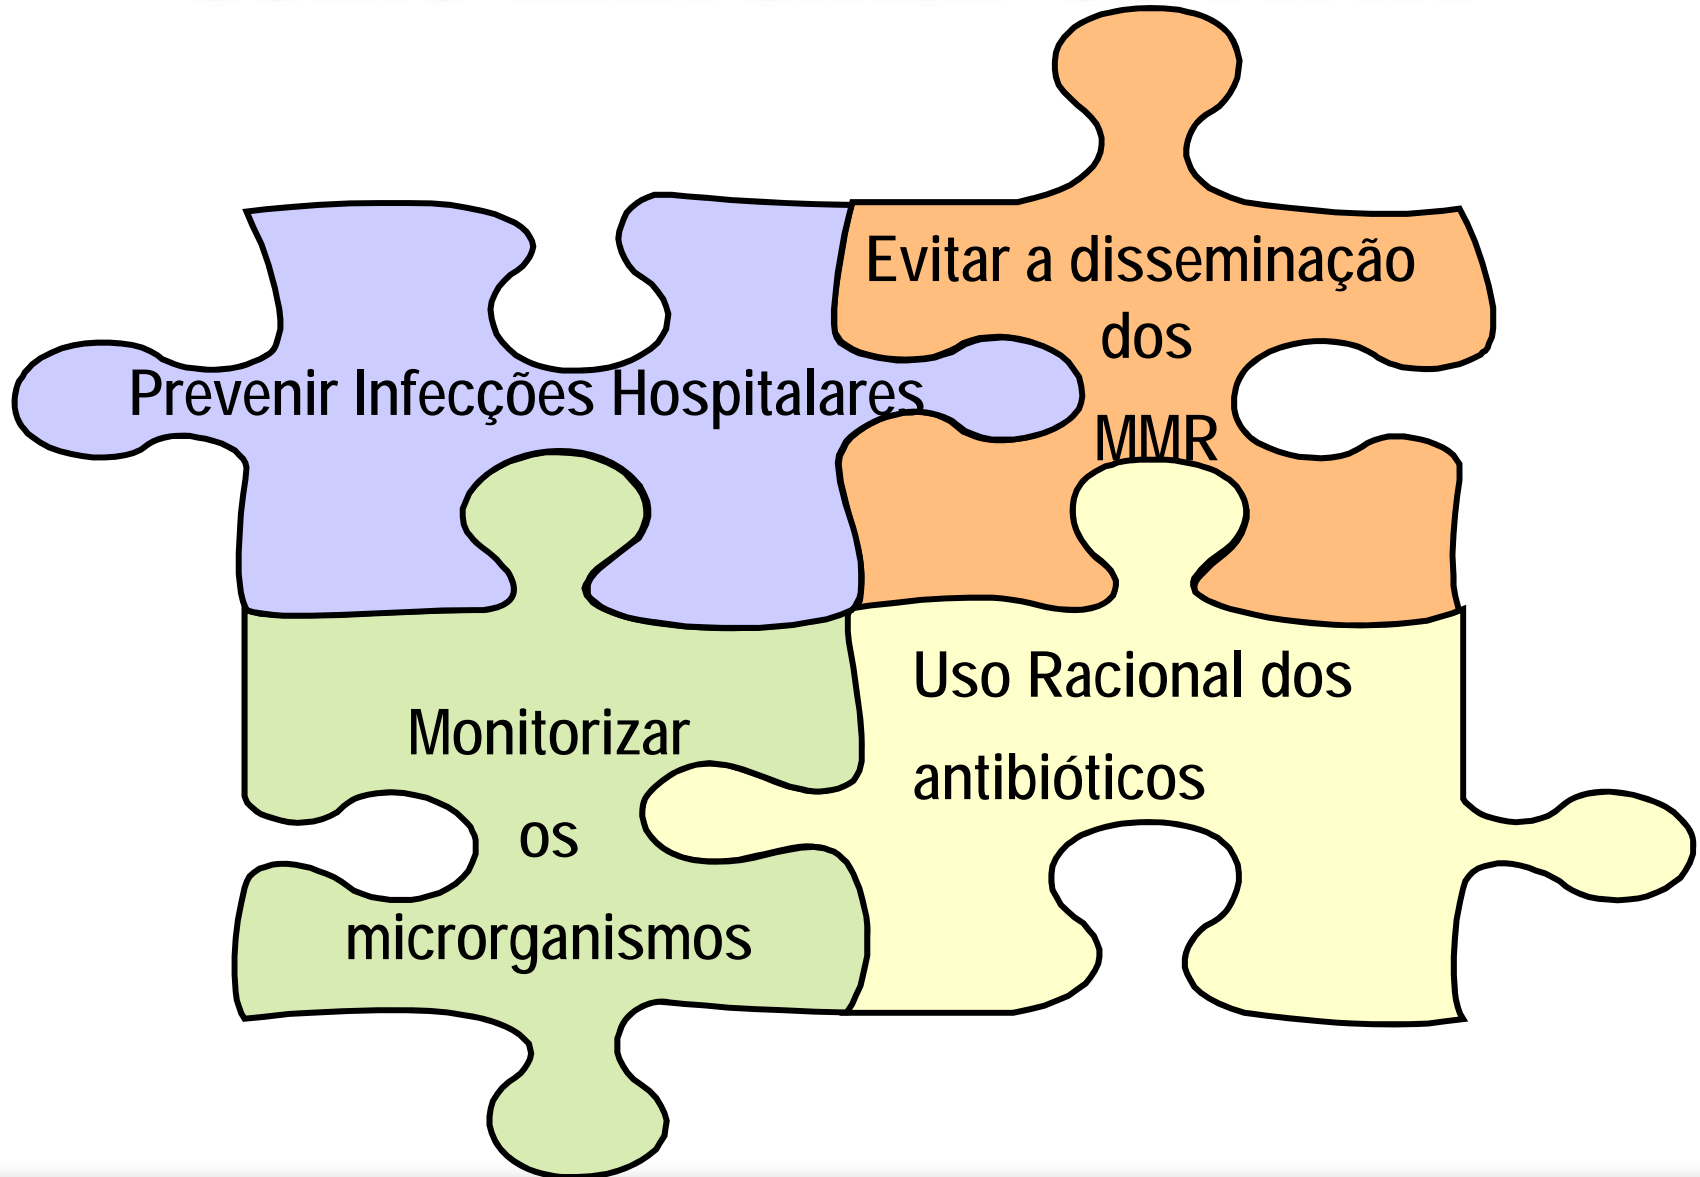 Prevenir Infecções Hospitalares
Evitar a disseminação
dos
MMR
Monitorizar
os
microrganismos
Uso Racional dos
antibióticos